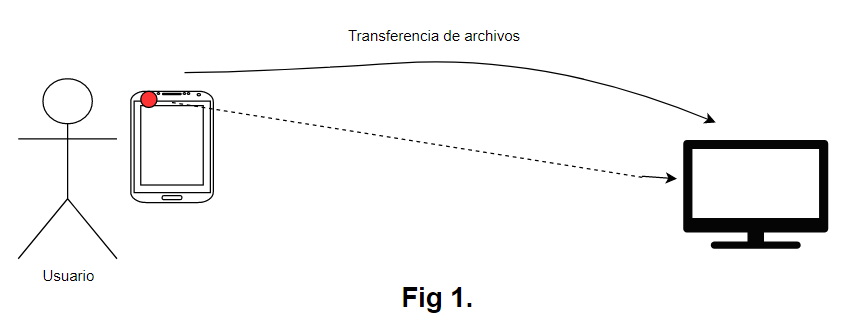 Transferencia de archivos
Usuario
Fig 1.